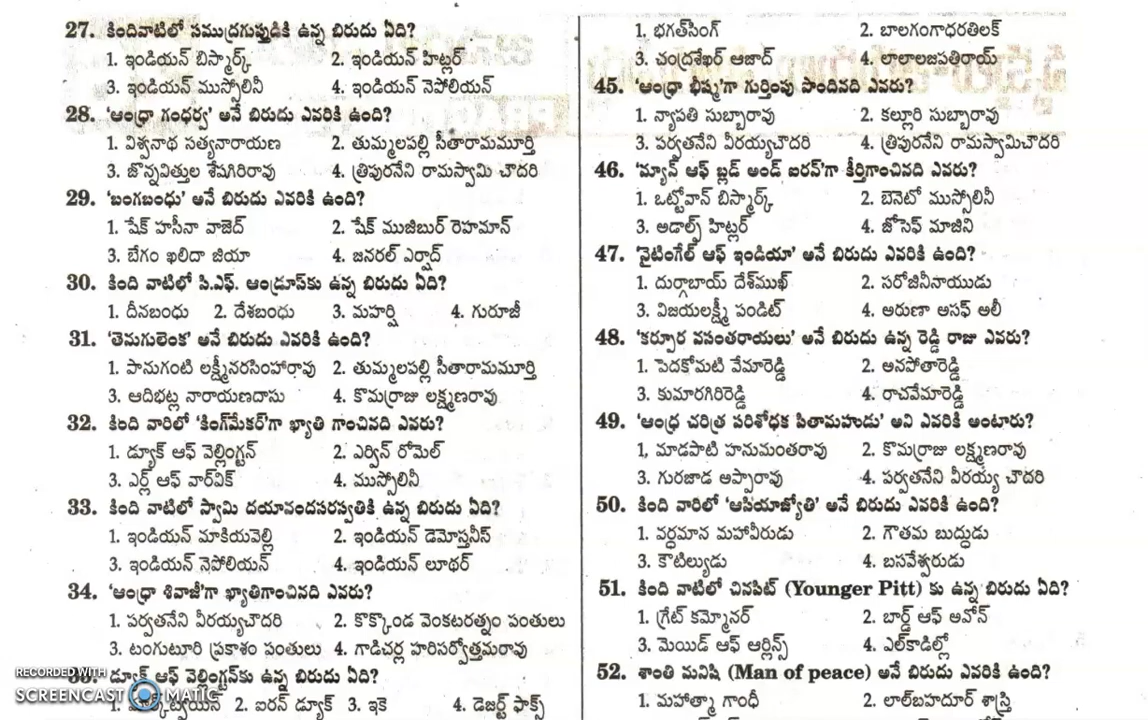 27. కిందివాటిలో సముద్రగుప్తుడికి ఉన్న బిరుదు ఏది?
1. ఇండియన్ బిస్మార్క్ 2. ఇండియన్ హిట్లర్
3. ఇండియన్ ముస్సోలినీ 4. ఇండియన్ నెపోలియన్
28. 'ఆంధ్రా గంధర్వ' అనే బిరుదు ఎవరికి ఉంది?
1. విశ్వనాథ సత్యనారాయణ 2. తుమ్మలపల్లి సీతారామమూర్తి
3. జొన్నవిత్తుల శేషగిరిరావు 4. త్రిపురనేని రామస్వామి చౌదరి
29. 'బంగబంధు' అనే బిరుదు ఎవరికి ఉంది?
1. షేక్ హసీనా వాజెద్ 2. షేక్ ముజిబుర్ రెహమాన్
3. బేగం ఖలిదా జియా 4. జనరల్ ఎర్షాద్
30. కింది వాటిలో సి.ఎఫ్. ఆండ్రూస్‌కు ఉన్న బిరుదు ఏది?
1. దీనబంధు 2. దేశబంధు 3. మహర్షి 4. గురూజీ
31. 'తెనుగులెంక' అనే బిరుదు ఎవరికి ఉంది?
1. పానుగంటి లక్ష్మీనరసింహారావు 2. తుమ్మలపల్లి సీతారామమూర్తి
3. ఆదిభట్ల నారాయణదాసు 4. కొమర్రాజు లక్ష్మణరావు
32. కింది వారిలో 'కింగ్‌మేకర్'గా ఖ్యాతి గాంచినది ఎవరు?
1. డ్యూక్ ఆఫ్ వెల్లింగ్టన్ 2. ఎర్విన్ రోమెల్
3. ఎర్ల్ ఆఫ్ వార్‌విక్ 4. ముస్సోలినీ
33. కింది వాటిలో స్వామి దయానందసరస్వతికి ఉన్న బిరుదు ఏది?
1. ఇండియన్ మాకియవెల్లి 2. ఇండియన్ డెమోస్తనీస్
3. ఇండియన్ నెపోలియన్ 4. ఇండియన్ లూథర్
34. 'ఆంధ్రా శివాజీ'గా ఖ్యాతిగాంచినది ఎవరు?
1. పర్వతనేని వీరయ్యచౌదరి 2. కొక్కొండ వెంకటరత్నం పంతులు
3. టంగుటూరి ప్రకాశం పంతులు 4. గాడిచర్ల హరిసర్వోత్తమరావు
డ్యూక్ ఆఫ్ వెల్లింగ్టన్‌కు ఉన్న బిరుదు ఏది?
2. ఐరన్ డ్యూక్ 3. ఇకె 4. డెజర్ట్ ఫాక్స్
RECORDED WITH
SCREENCAST MATIC
1. భగత్‌సింగ్ 2. బాలగంగాధరతిలక్
3. చంద్రశేఖర్ ఆజాద్ 4. లాలాలజపతిరాయ్
45. 'ఆంధ్రా భీష్మ'గా గుర్తింపు పొందినది ఎవరు?
1. న్యాపతి సుబ్బారావు 2. కల్లూరి సుబ్బారావు
3. పర్వతనేని వీరయ్యచౌదరి 4. త్రిపురనేని రామస్వామిచౌదరి
46. 'మ్యాన్ ఆఫ్ బ్లడ్ అండ్ ఐరన్'గా కీర్తిగాంచినది ఎవరు?
1. ఒట్టోవాన్ బిస్మార్క్ 2. బెనెటో ముస్సోలినీ
3. అడాల్ఫ్ హిట్లర్ 4. జోసెఫ్ మాజినీ
47. 'నైటింగేల్ ఆఫ్ ఇండియా' అనే బిరుదు ఎవరికి ఉంది?
1. దుర్గాబాయ్ దేశ్‌ముఖ్ 2. సరోజినీనాయుడు
3. విజయలక్ష్మీ పండిట్ 4. అరుణా అసఫ్ అలీ
48. 'కర్పూర వసంతరాయలు' అనే బిరుదు ఉన్న రెడ్డి రాజు ఎవరు?
1. పెదకోమటి వేమారెడ్డి 2. అనపోతారెడ్డి
3. కుమారగిరిరెడ్డి 4. రాచవేమారెడ్డి
49. 'ఆంధ్ర చరిత్ర పరిశోధక పితామహుడు' అని ఎవరికి అంటారు?
1, మాడపాటి హనుమంతరావు 2. కొమర్రాజు లక్ష్మణరావు
3. గురజాడ అప్పారావు 4. పర్వతనేని వీరయ్య చౌదరి
50. కింది వారిలో 'ఆసియాజ్యోతి' అనే బిరుదు ఎవరికి ఉంది?
1. వర్ధమాన మహావీరుడు 2. గౌతమ బుద్ధుడు
3. కౌటిల్యుడు 4. బసవేశ్వరుడు
51. కింది వాటిలో చినపిట్ (Younger Pitt) కు ఉన్న బిరుదు ఏది?
1. గ్రేట్ కమ్మోనర్ 2. బార్డ్ ఆఫ్ అవోన్
3. మెయిడ్ ఆఫ్ ఆర్లిన్స్ 4. ఎల్‌కాడిల్లో
52. శాంతి మనిషి (Man of peace) అనే బిరుదు ఎవరికి ఉంది?
1. మహాత్మా గాంధీ 2. లాల్‌బహదూర్ శాస్త్రి